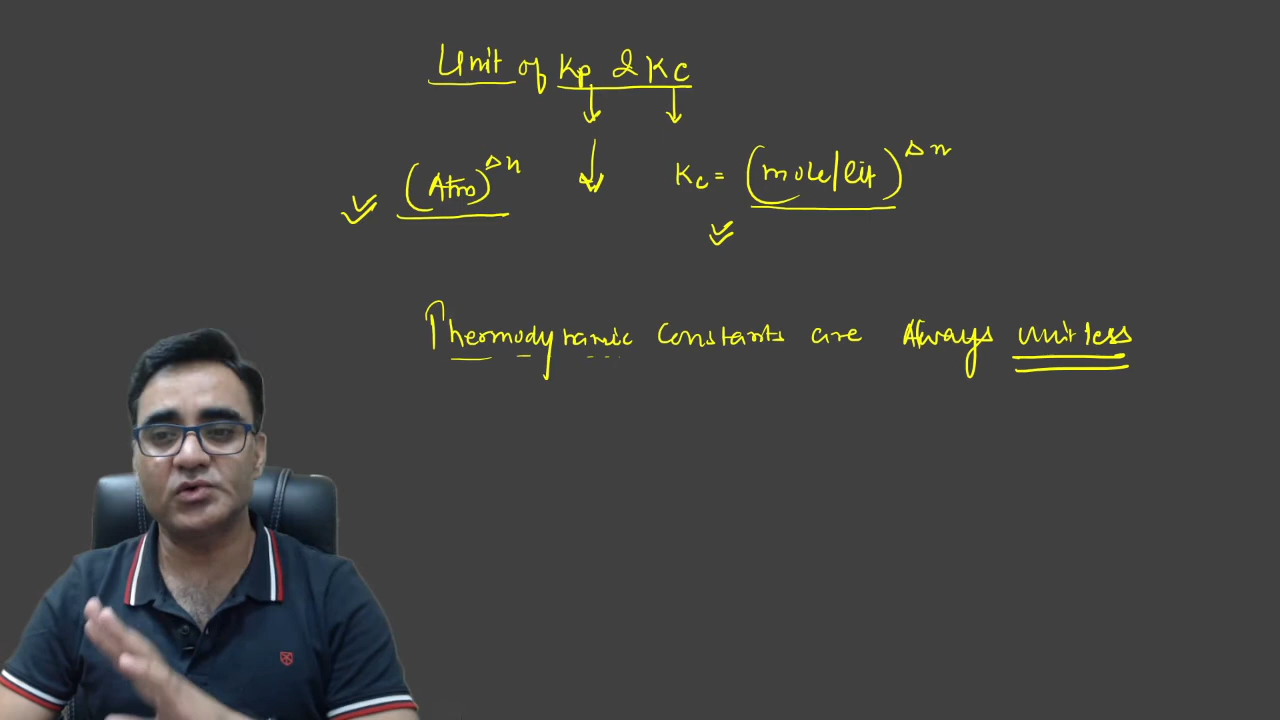 Unit of Kp & Kc
(Atm)^Δn Kc = (mole/lit)^Δn
Thermodynamic Constants are Always unitless